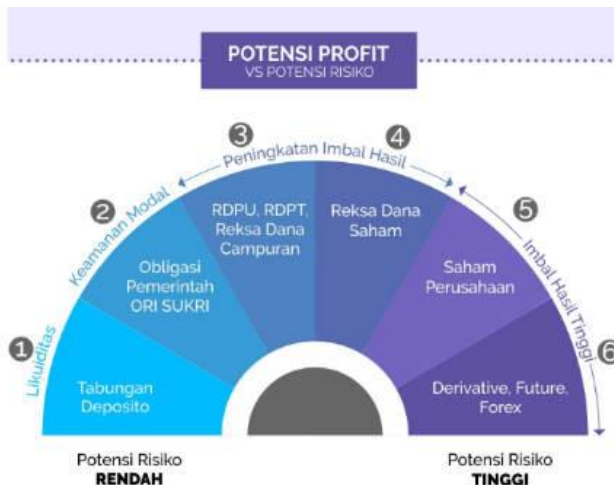 POTENSI PROFIT
VS POTENSI RISIKO
1
Likuiditas
Tabungan
Deposito
2
Keamanan Modal
Obligasi
Pemerintah
ORI SUKRI
3
Peningkatan Imbal Hasil
RDPU, RDPT,
Reksa Dana
Campuran
4
Reksa Dana
Saham
5
Imbal Hasil Tinggi
Saham
Perusahaan
6
Derivative, Future,
Forex
Potensi Risiko
RENDAH
Potensi Risiko
TINGGI